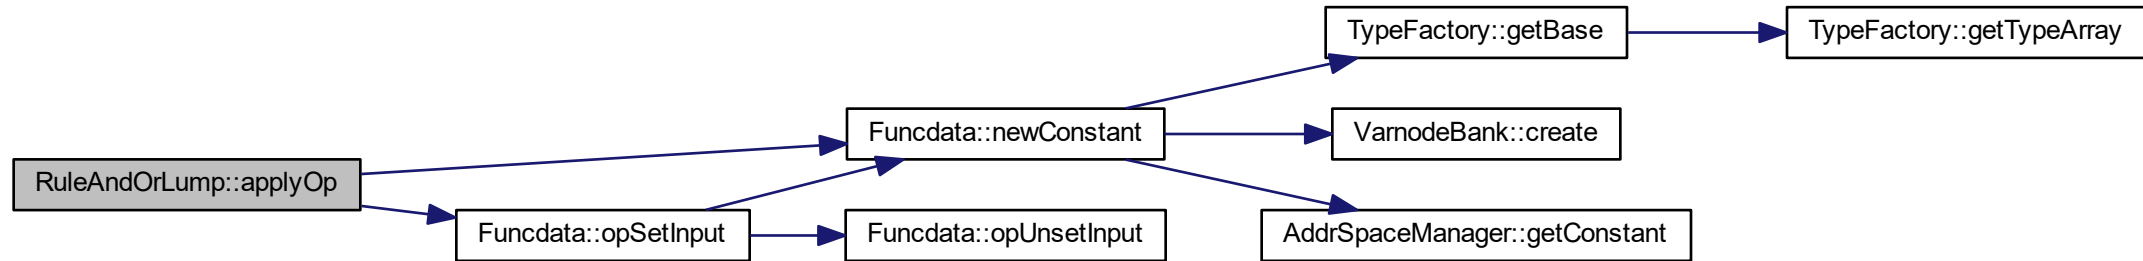 TypeFactory::getBase
TypeFactory::getTypeArray
Funcdata::newConstant
VarnodeBank::create
RuleAndOrLump::applyOp
Funcdata::opSetInput
Funcdata::opUnsetInput
AddrSpaceManager::getConstant